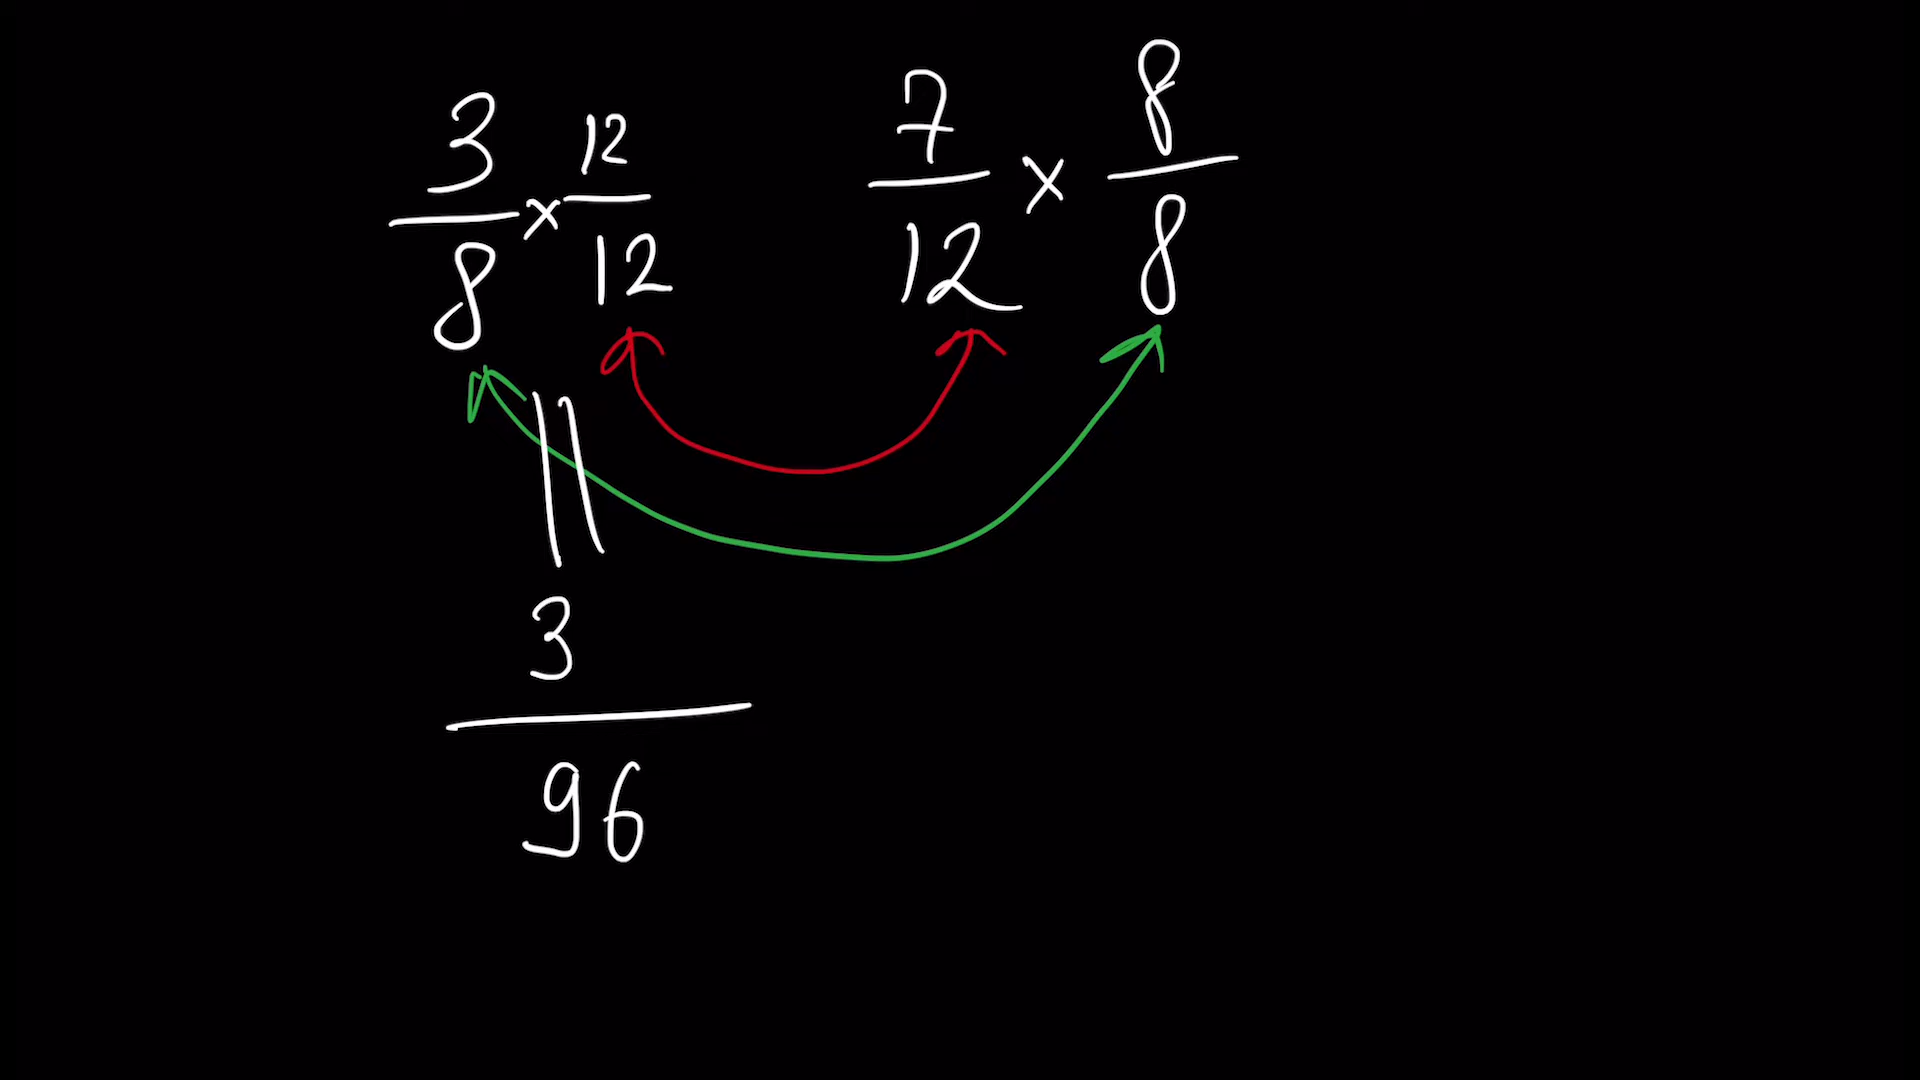 3/8 × 12/12
7/12 × 8/8
=
3/96